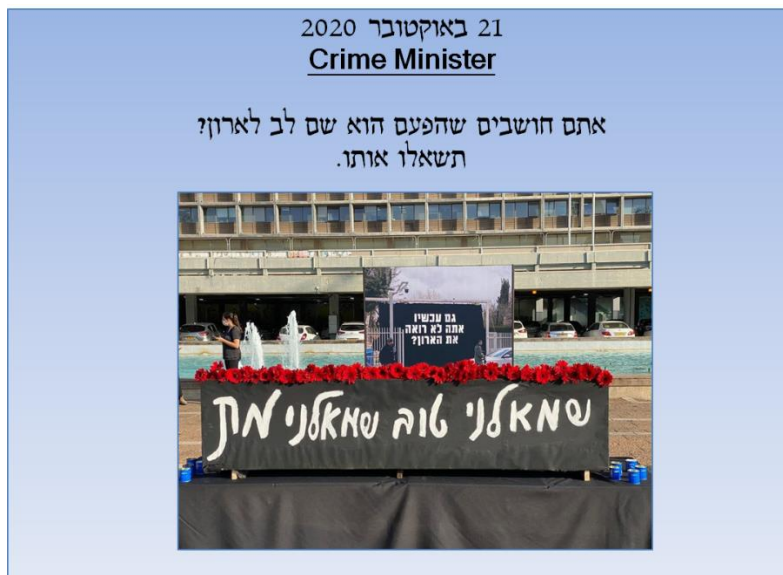 21 באוקטובר 2020
Crime Minister
אתם חושבים שהפעם הוא שם לב לארון?
תשאלו אותו.
גם עכשיו
אתה לא רואה
את הארון?
שמאלני טוב שמאלני מת